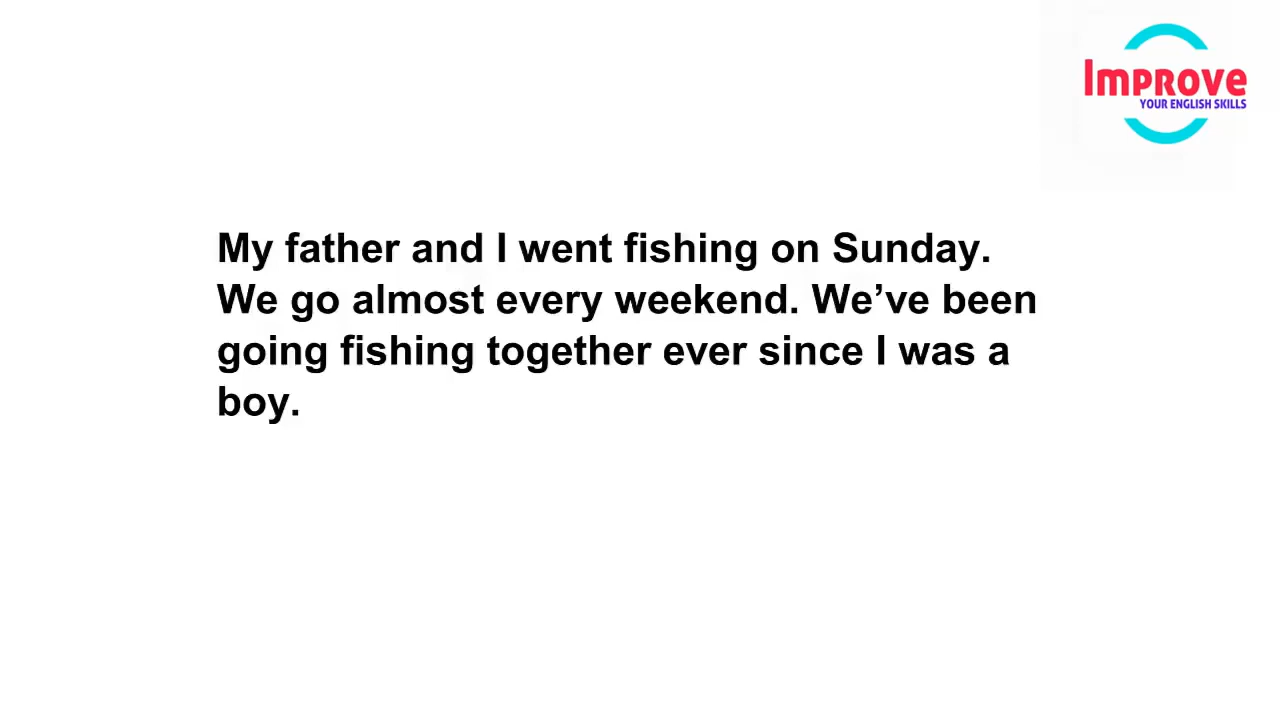 Improve
YOUR ENGLISH SKILLS
My father and I went fishing on Sunday.
We go almost every weekend. We’ve been
going fishing together ever since I was a
boy.